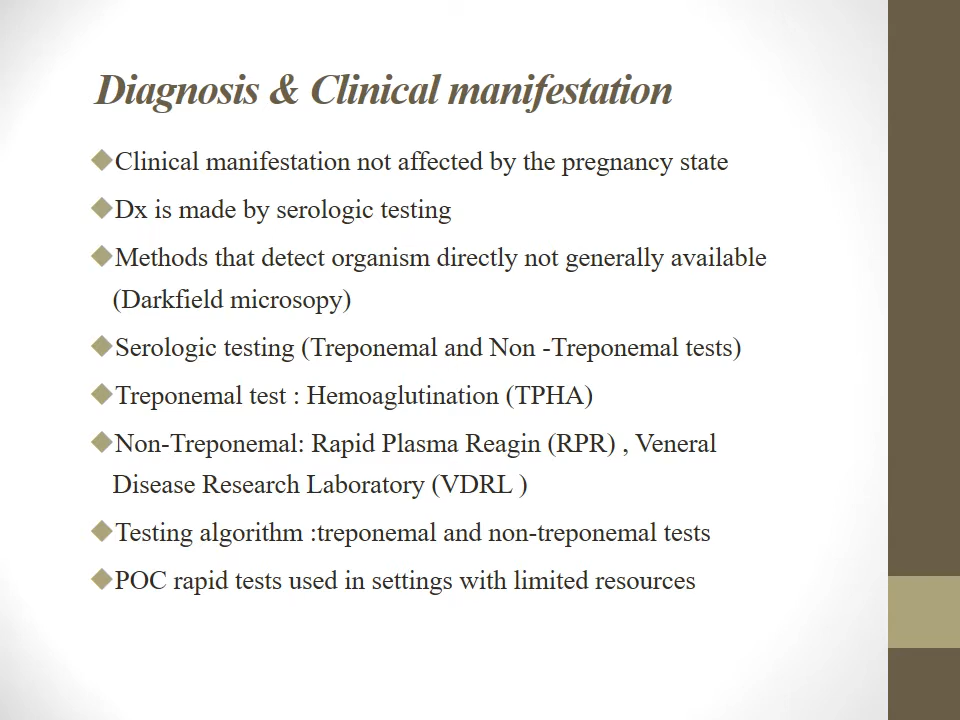 Diagnosis & Clinical manifestation
Clinical manifestation not affected by the pregnancy state
Dx is made by serologic testing
Methods that detect organism directly not generally available
(Darkfield microsopy)
Serologic testing (Treponemal and Non -Treponemal tests)
Treponemal test : Hemoaglutination (TPHA)
Non-Treponemal: Rapid Plasma Reagin (RPR) , Veneral
Disease Research Laboratory (VDRL )
Testing algorithm :treponemal and non-treponemal tests
POC rapid tests used in settings with limited resources